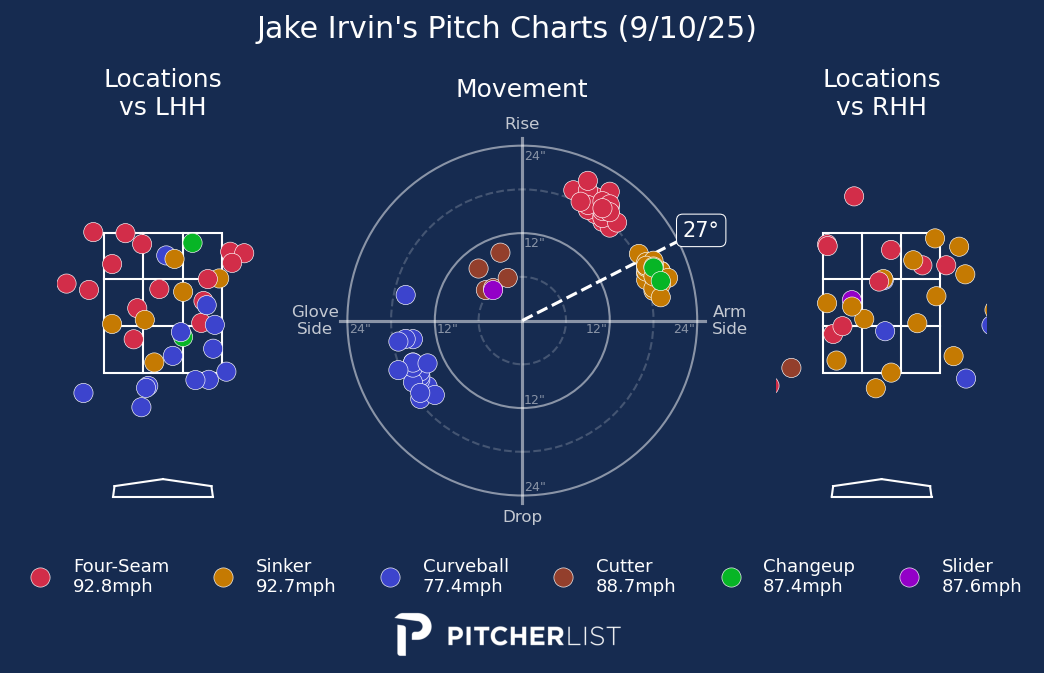 Jake Irvin's Pitch Charts (9/10/25)
Locations
vs LHH
Movement
Locations
vs RHH
Rise
24"
12"
27°
Glove
Side
24"
12"
12"
24"
Arm
Side
12"
24"
Drop
Four-Seam
92.8mph
Sinker
92.7mph
Curveball
77.4mph
Cutter
88.7mph
Changeup
87.4mph
Slider
87.6mph
PITCHERLIST